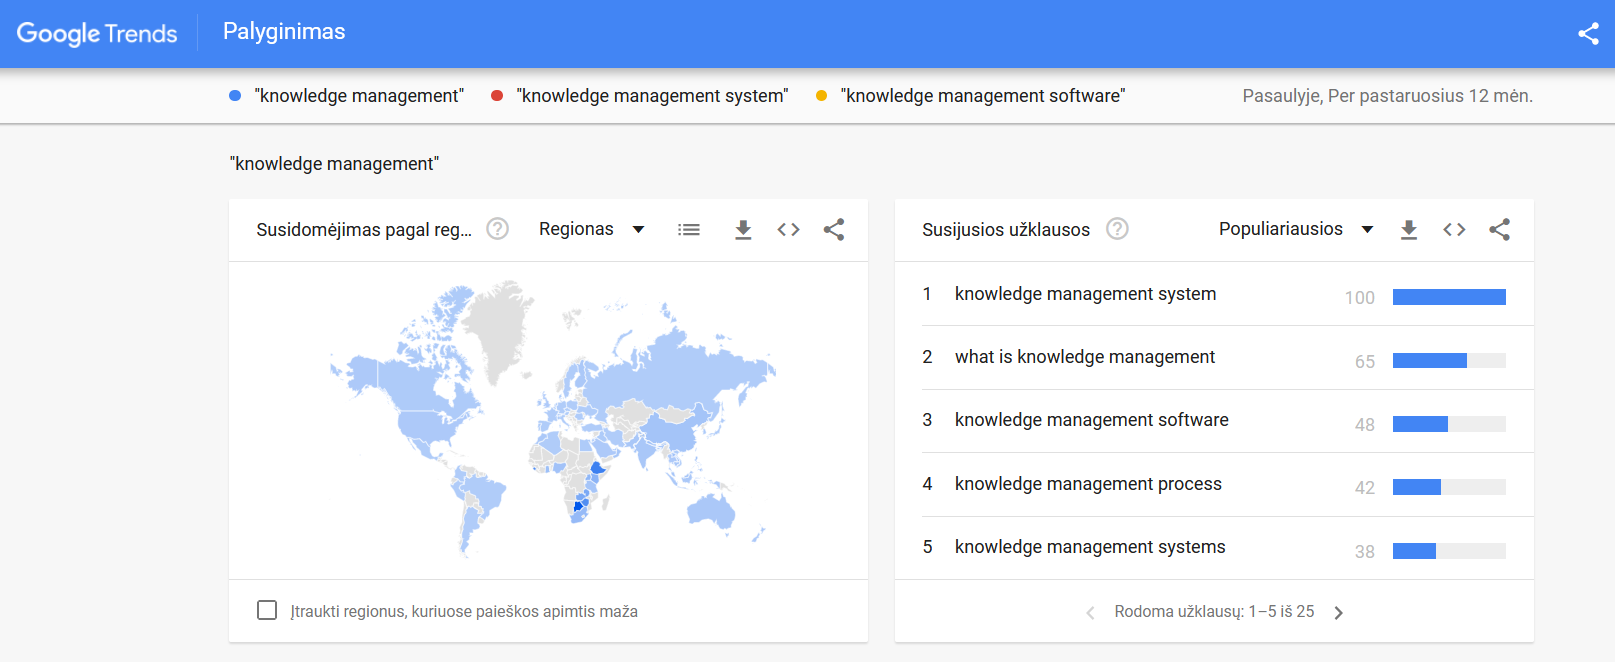 Google Trends
Palyginimas
"knowledge management" "knowledge management system" "knowledge management software" Pasaulyje, Per pastaruosius 12 mėn.
"knowledge management"
Susidomėjimas pagal reg... ? Regionas
Susijusios užklausos ? Populiariausios
1 knowledge management system 100
2 what is knowledge management 65
3 knowledge management software 48
4 knowledge management process 42
5 knowledge management systems 38
Įtraukti regionus, kuriuose paieškos apimtis maža
Rodoma užklausų: 1–5 iš 25